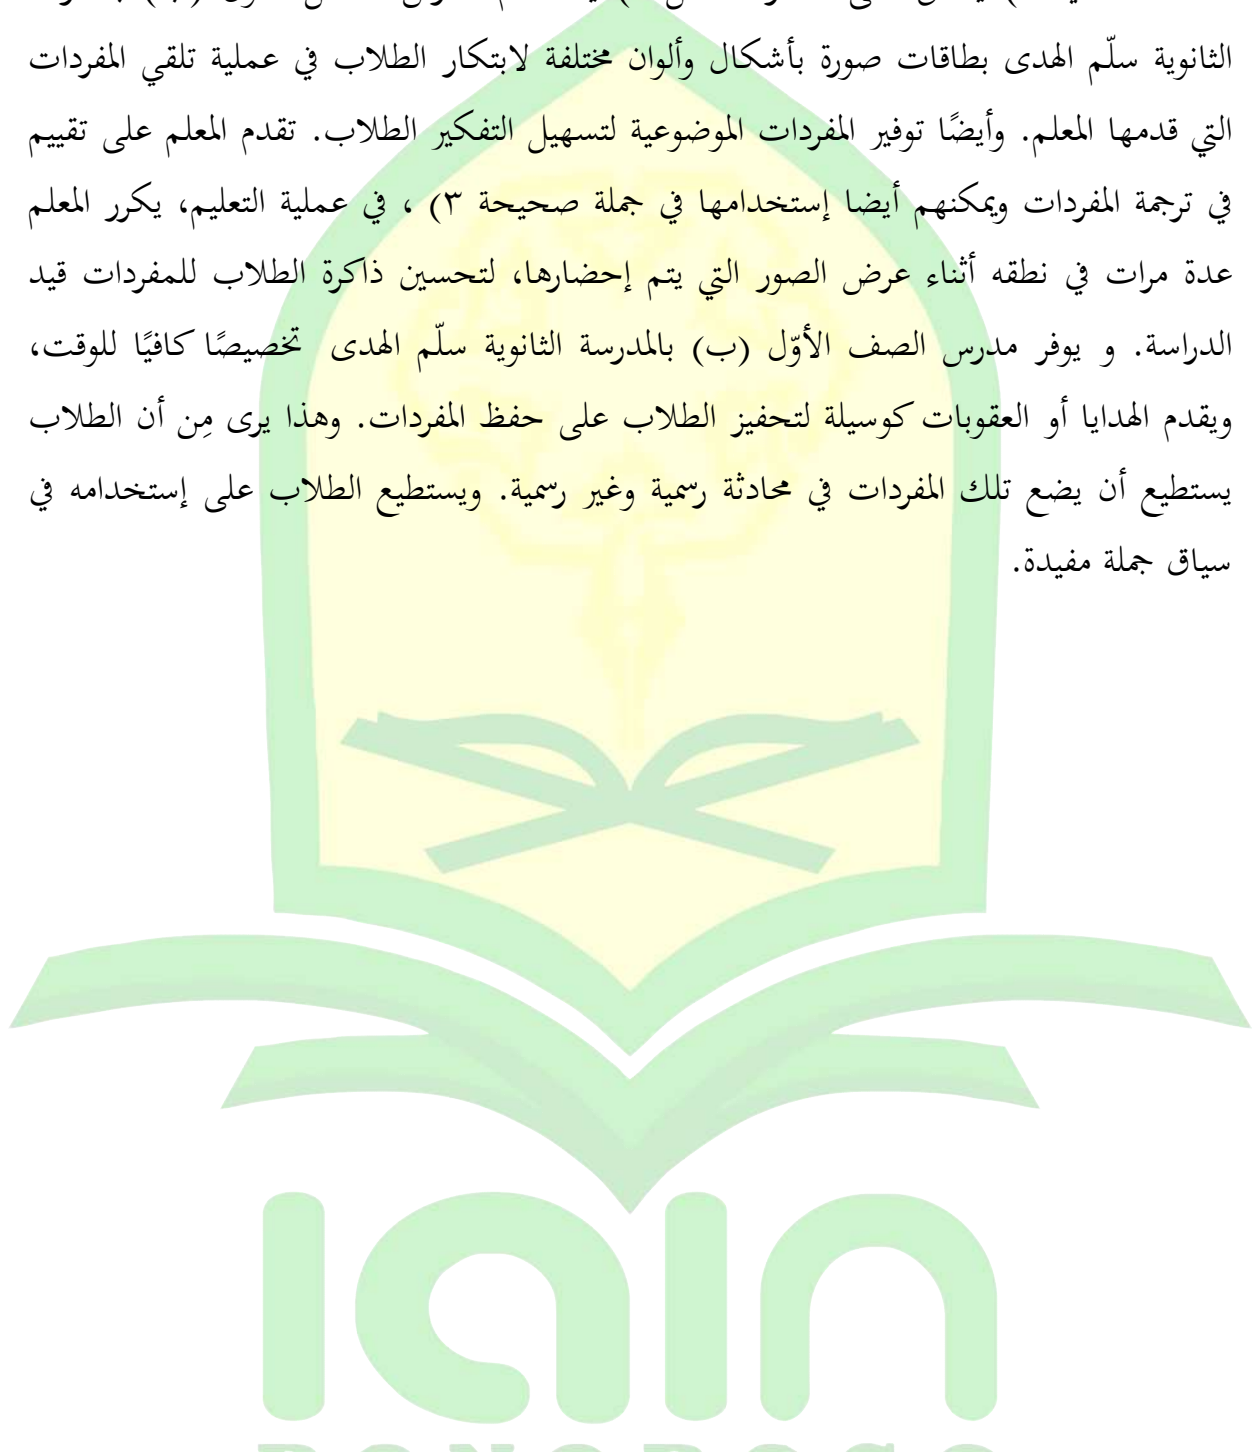 الثانوية سلّم الهدى بطاقات صورة بأشكال وألوان مختلفة لابتكار الطلاب في عملية تلقي المفردات
التي قدمها المعلم. وأيضًا توفير المفردات الموضوعية لتسهيل التفكير الطلاب. تقدم المعلم على تقييم
في ترجمة المفردات ويمكنهم أيضا إستخدامها في جملة صحيحة ٣) ، في عملية التعليم، يكرر المعلم
عدة مرات في نطقه أثناء عرض الصور التي يتم إحضارها، لتحسين ذاكرة الطلاب للمفردات قيد
الدراسة. و يوفر مدرس الصف الأوّل (ب) بالمدرسة الثانوية سلّم الهدى تخصيصًا كافيًا للوقت،
ويقدم الهدايا أو العقوبات كوسيلة لتحفيز الطلاب على حفظ المفردات. وهذا يرى مِن أن الطلاب
يستطيع أن يضع تلك المفردات في محادثة رسمية وغير رسمية. ويستطيع الطلاب على إستخدامه في
سياق جملة مفيدة.
iain